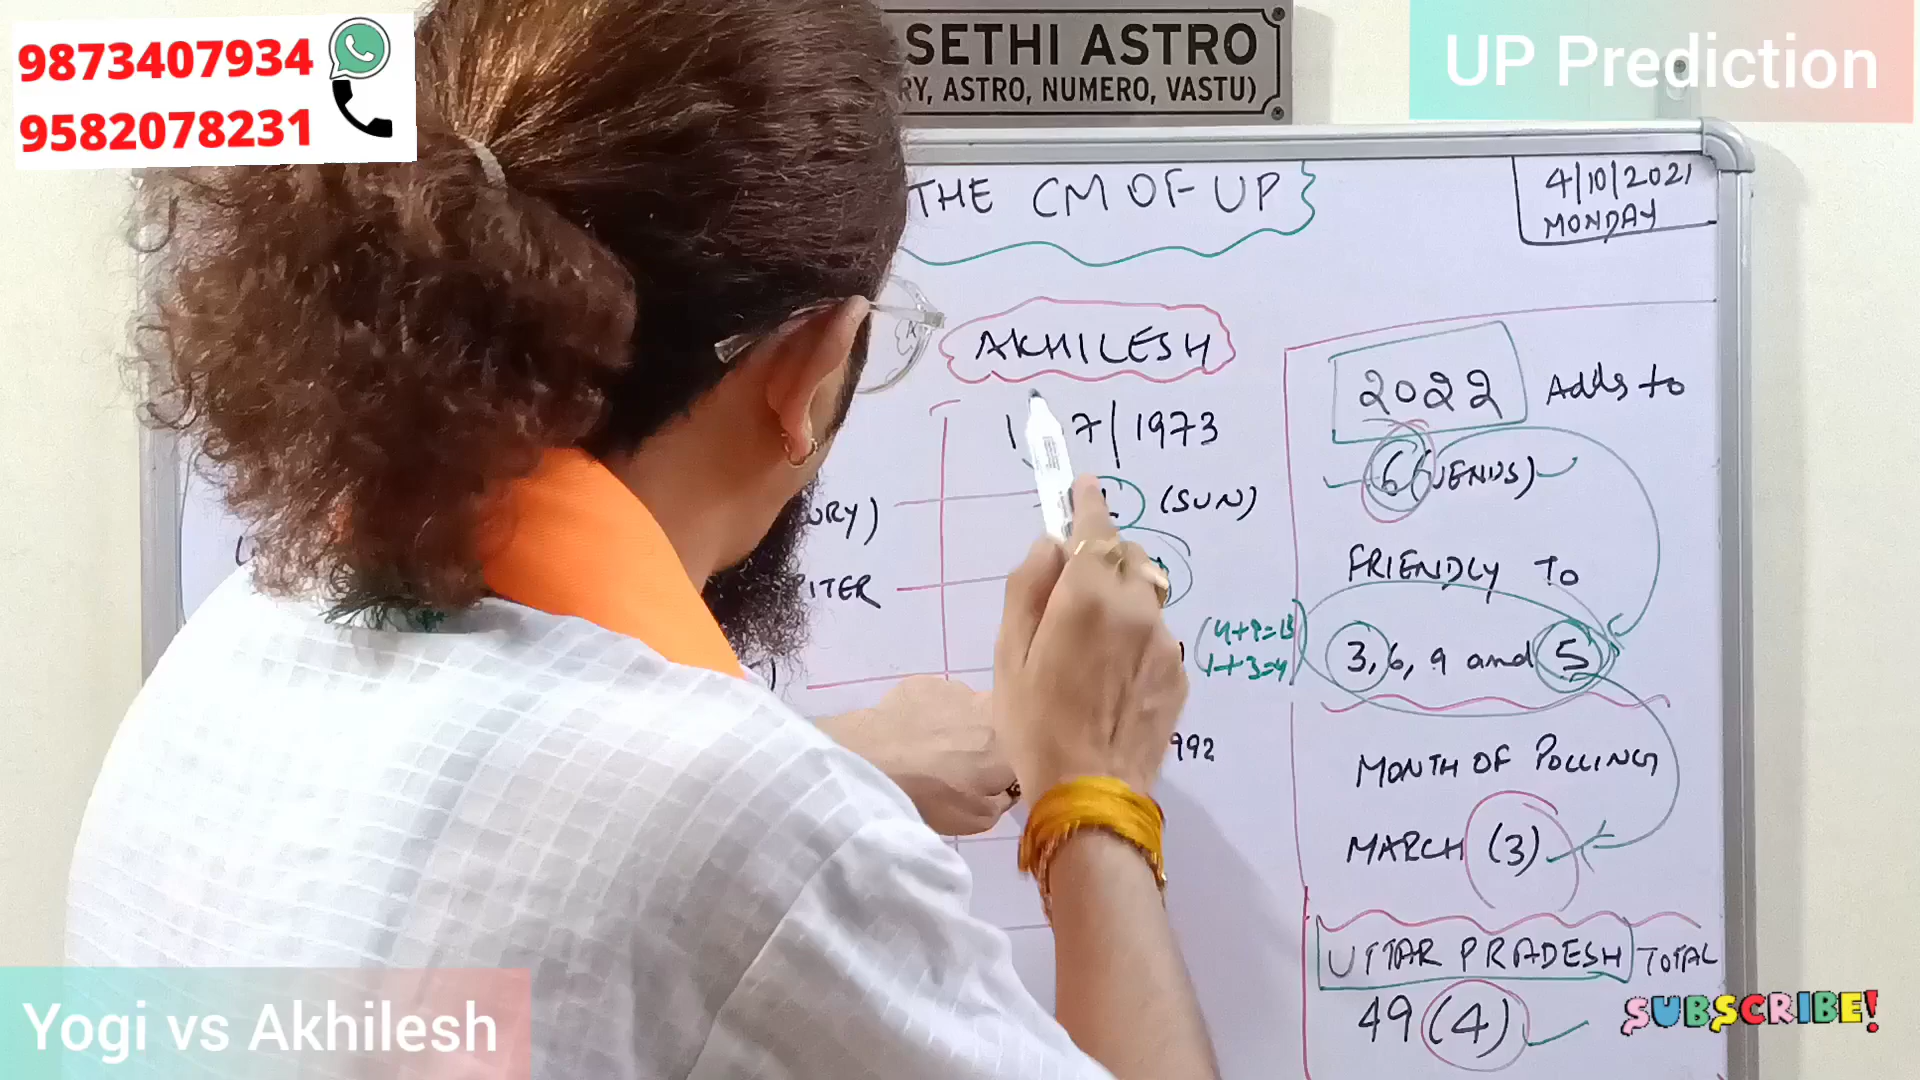 9873407934
9582078231
SETHI ASTRO
RY, ASTRO, NUMERO, VASTU)
UP Prediction
THE CM OF UP
4/10/2021
MONDAY
AKHILESH
7/1973
URY)
(SUN)
ITER
(4+9=13
1+3=4)
992
2022 Adds to
6 (VENUS)
FRIENDLY TO
3, 6, 9 and 5
MONTH OF POLLING
MARCH (3)
UTTAR PRADESH TOTAL
49 (4)
Yogi vs Akhilesh
SUBSCRIBE!